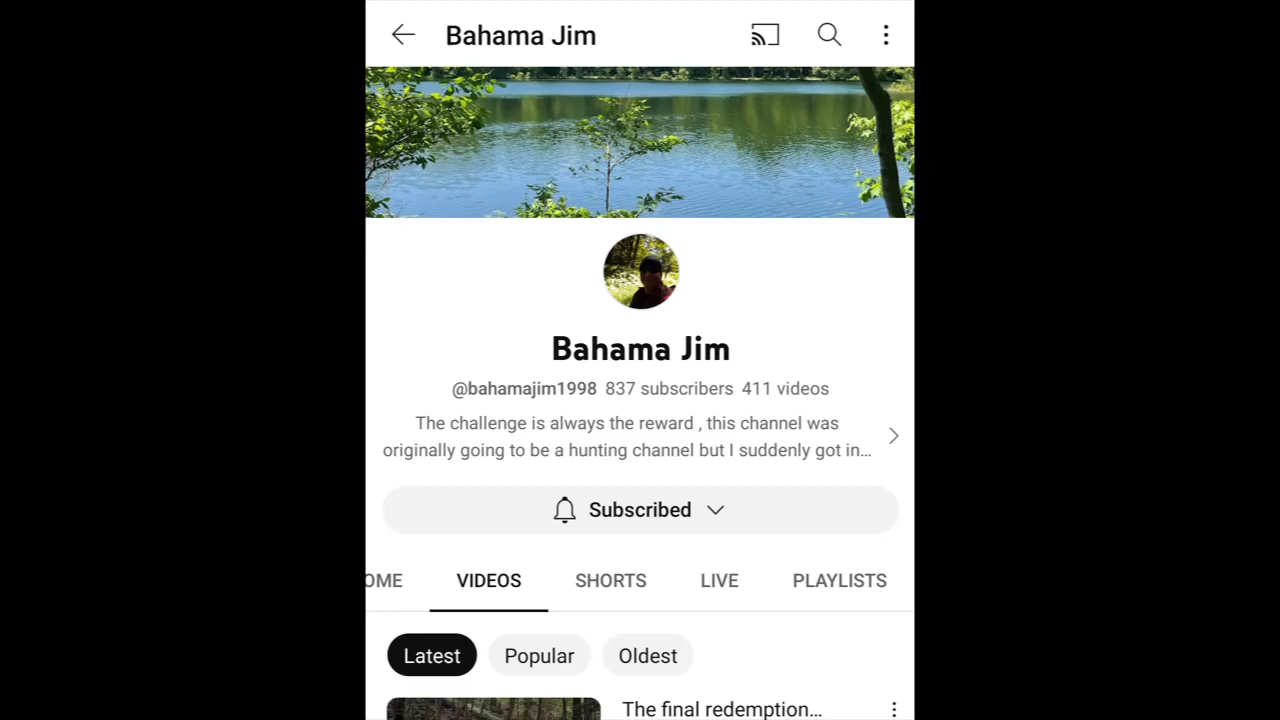 Bahama Jim
Bahama Jim
@bahamajim1998 837 subscribers 411 videos
The challenge is always the reward , this channel was
originally going to be a hunting channel but I suddenly got in...
Subscribed
OME VIDEOS SHORTS LIVE PLAYLISTS
Latest Popular Oldest
The final redemption...